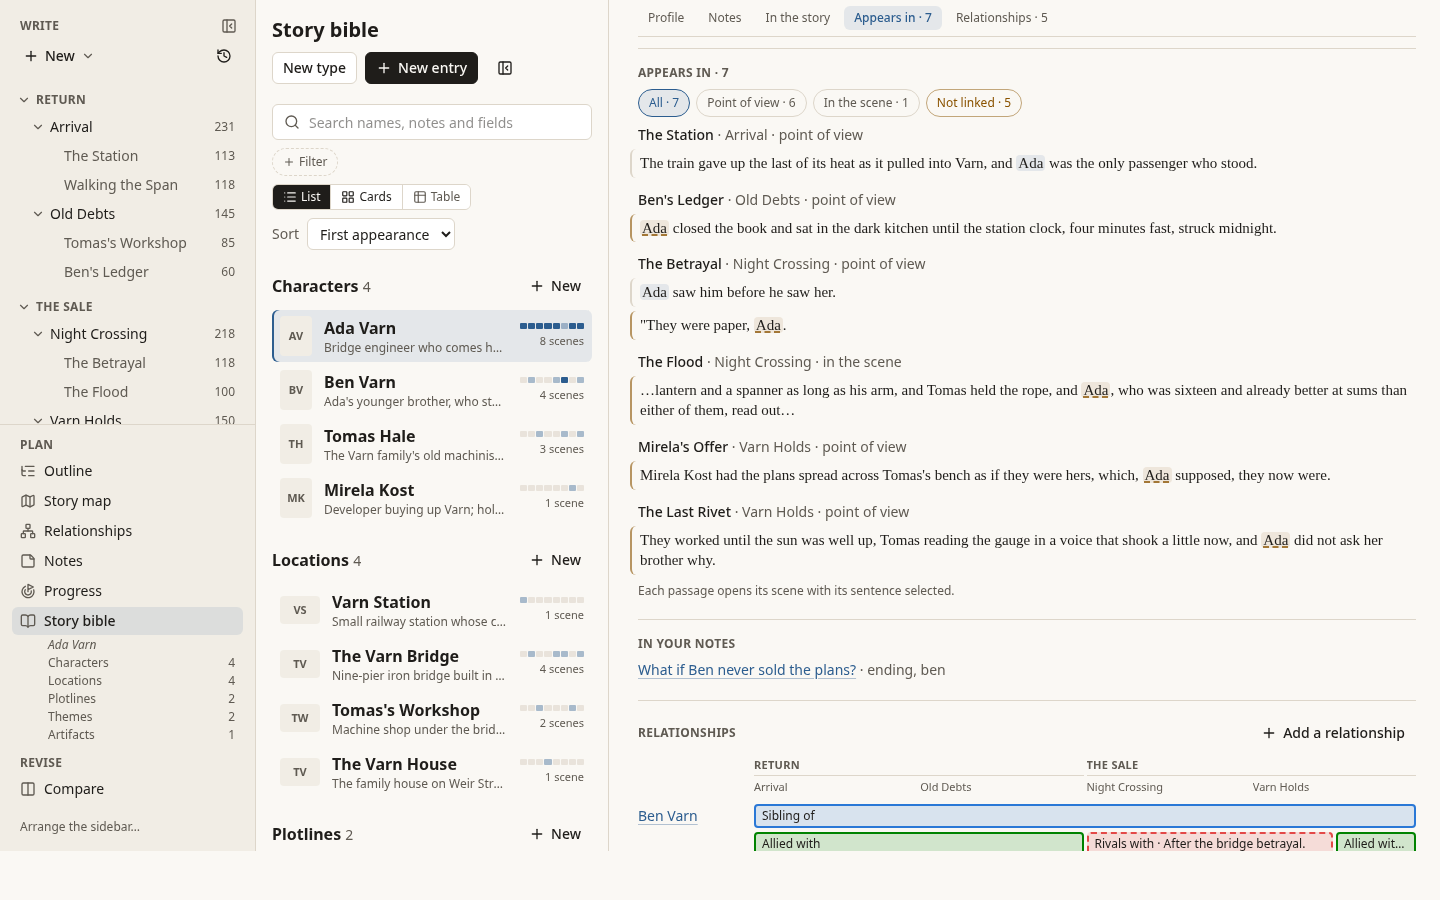 WRITE
New
RETURN
Arrival 231
The Station 113
Walking the Span 118
Old Debts 145
Tomas's Workshop 85
Ben's Ledger 60
THE SALE
Night Crossing 218
The Betrayal 118
The Flood 100
Varn Holds 150
PLAN
Outline
Story map
Relationships
Notes
Progress
Story bible
Ada Varn
Characters 4
Locations 4
Plotlines 2
Themes 2
Artifacts 1
REVISE
Compare
Arrange the sidebar...
Story bible
New type
New entry
Search names, notes and fields
Filter
List Cards Table
Sort First appearance
Characters 4 New
AV Ada Varn
Bridge engineer who comes h... 8 scenes
BV Ben Varn
Ada's younger brother, who st... 4 scenes
TH Tomas Hale
The Varn family's old machinis... 3 scenes
MK Mirela Kost
Developer buying up Varn; hol... 1 scene
Locations 4 New
VS Varn Station
Small railway station whose c... 1 scene
TV The Varn Bridge
Nine-pier iron bridge built in ... 4 scenes
TW Tomas's Workshop
Machine shop under the brid... 2 scenes
TV The Varn House
The family house on Weir Str... 1 scene
Plotlines 2 New
Profile Notes In the story Appears in · 7 Relationships · 5
APPEARS IN · 7
All · 7 Point of view · 6 In the scene · 1 Not linked · 5
The Station · Arrival · point of view
The train gave up the last of its heat as it pulled into Varn, and Ada was the only passenger who stood.
Ben's Ledger · Old Debts · point of view
Ada closed the book and sat in the dark kitchen until the station clock, four minutes fast, struck midnight.
The Betrayal · Night Crossing · point of view
Ada saw him before he saw her.
"They were paper, Ada.
The Flood · Night Crossing · in the scene
…lantern and a spanner as long as his arm, and Tomas held the rope, and Ada, who was sixteen and already better at sums than
either of them, read out…
Mirela's Offer · Varn Holds · point of view
Mirela Kost had the plans spread across Tomas's bench as if they were hers, which, Ada supposed, they now were.
The Last Rivet · Varn Holds · point of view
They worked until the sun was well up, Tomas reading the gauge in a voice that shook a little now, and Ada did not ask her
brother why.
Each passage opens its scene with its sentence selected.
IN YOUR NOTES
What if Ben never sold the plans? · ending, ben
RELATIONSHIPS Add a relationship
RETURN THE SALE
Arrival Old Debts Night Crossing Varn Holds
Ben Varn Sibling of
Allied with Rivals with · After the bridge betrayal. Allied wit...